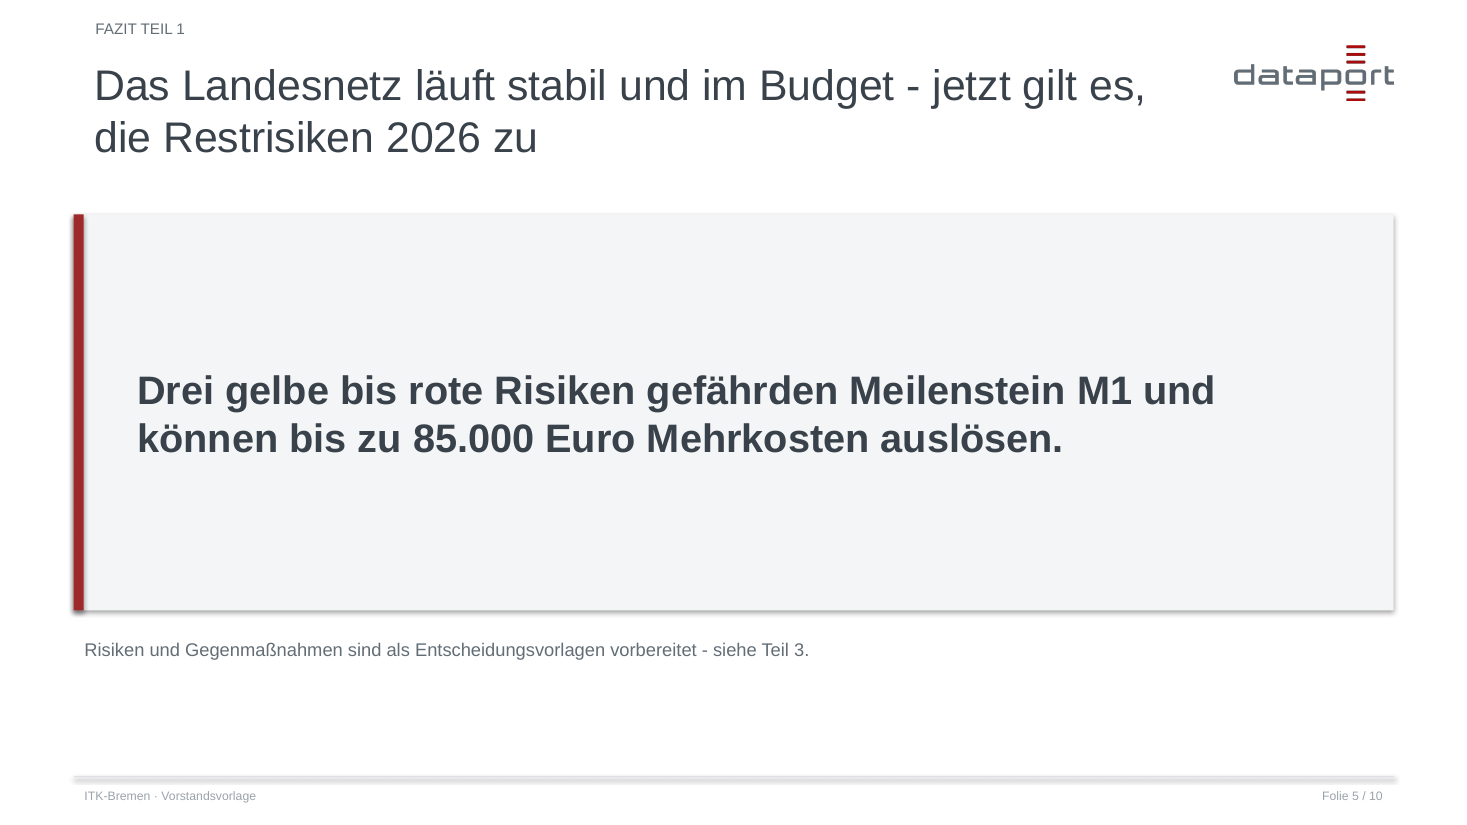 FAZIT TEIL 1
Das Landesnetz läuft stabil und im Budget - jetzt gilt es,
die Restrisiken 2026 zu
dataport
Drei gelbe bis rote Risiken gefährden Meilenstein M1 und
können bis zu 85.000 Euro Mehrkosten auslösen.
Risiken und Gegenmaßnahmen sind als Entscheidungsvorlagen vorbereitet - siehe Teil 3.
ITK-Bremen · Vorstandsvorlage
Folie 5 / 10